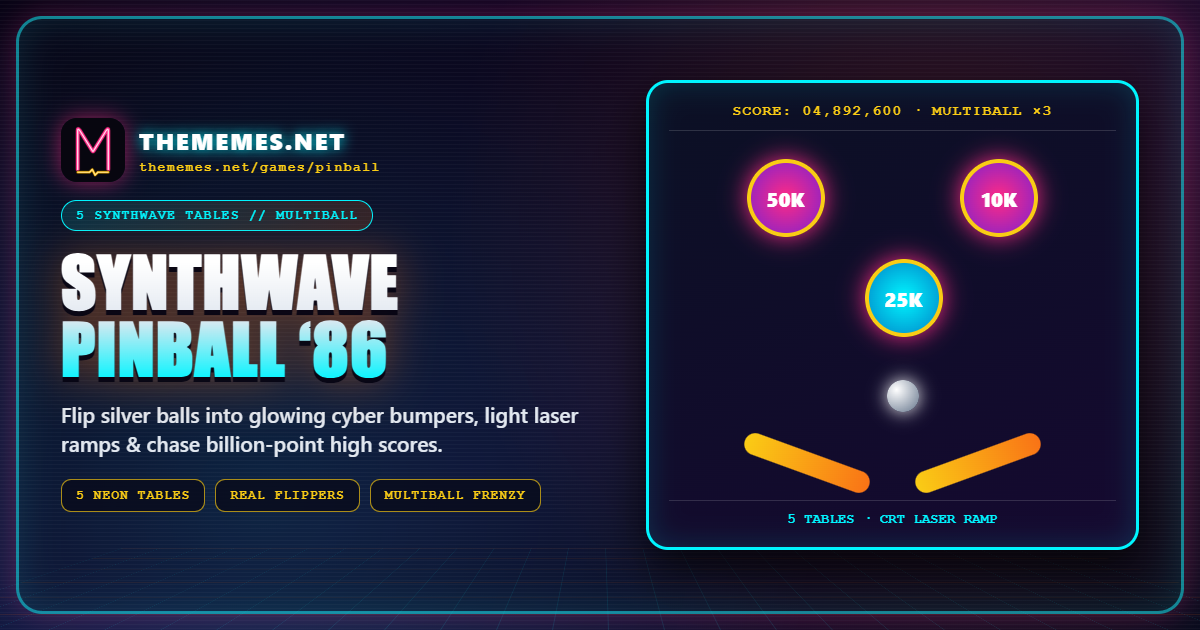 THEMEMES.NET
thememes.net/games/pinball
5 SYNTHWAVE TABLES // MULTIBALL
SYNTHWAVE
PINBALL ‘86
Flip silver balls into glowing cyber bumpers, light laser
ramps & chase billion-point high scores.
5 NEON TABLES
REAL FLIPPERS
MULTIBALL FRENZY
SCORE: 04,892,600 · MULTIBALL ×3
50K
10K
25K
5 TABLES · CRT LASER RAMP